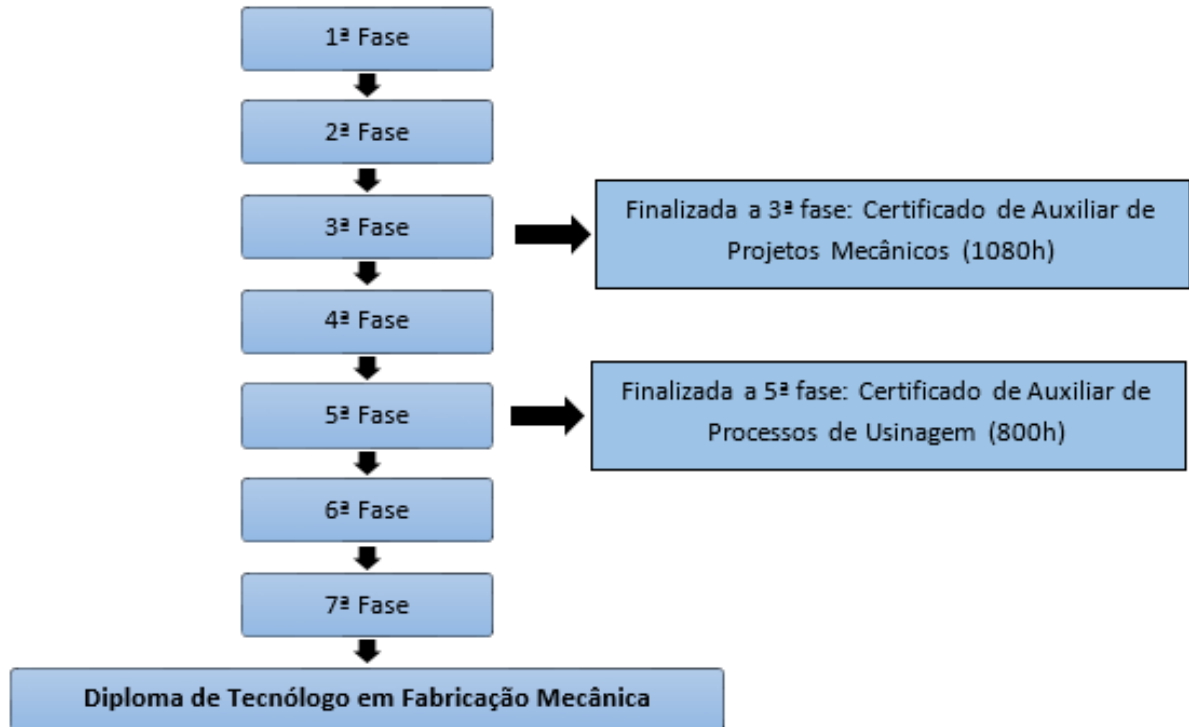 1ª Fase
2ª Fase
3ª Fase
Finalizada a 3ª fase: Certificado de Auxiliar de
Projetos Mecânicos (1080h)
4ª Fase
5ª Fase
Finalizada a 5ª fase: Certificado de Auxiliar de
Processos de Usinagem (800h)
6ª Fase
7ª Fase
Diploma de Tecnólogo em Fabricação Mecânica